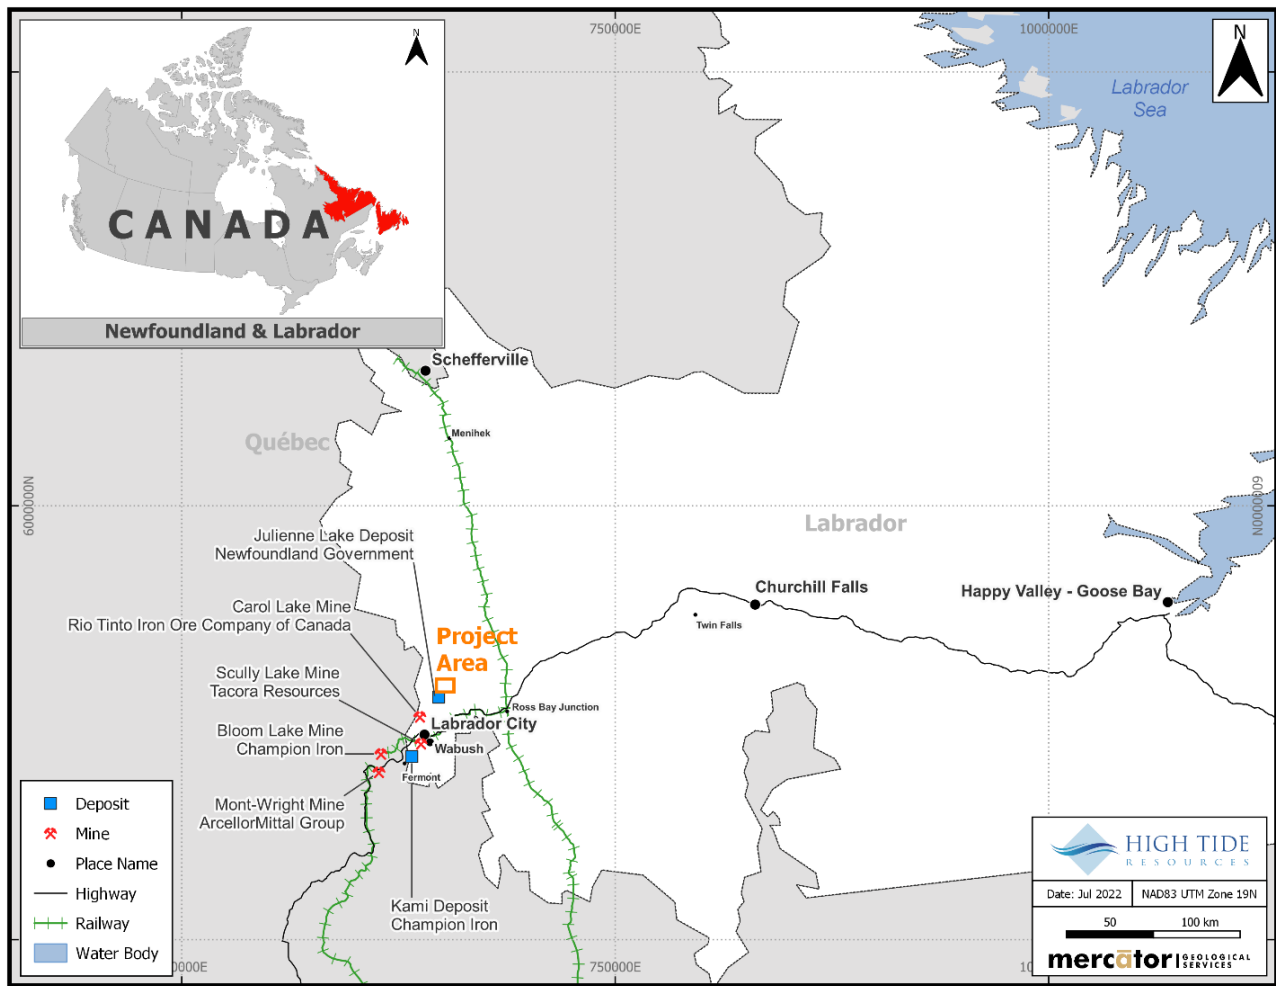 N
CANADA
Newfoundland & Labrador
750000E
1000000E
N
Labrador
Sea
Schefferville
Menihek
Québec
6000000N
6000000N
Labrador
Julienne Lake Deposit
Newfoundland Government
Churchill Falls
Happy Valley - Goose Bay
Twin Falls
Carol Lake Mine
Rio Tinto Iron Ore Company of Canada
Project
Area
Scully Lake Mine
Tacora Resources
Ross Bay Junction
Labrador City
Bloom Lake Mine
Champion Iron
Wabush
Fermont
Mont-Wright Mine
ArcellorMittal Group
Kami Deposit
Champion Iron
Deposit
Mine
Place Name
Highway
Railway
Water Body
0000E
750000E
10
HIGH TIDE
RESOURCES
Date: Jul 2022
NAD83 UTM Zone 19N
50
100 km
mercator
GEOLOGICAL
SERVICES